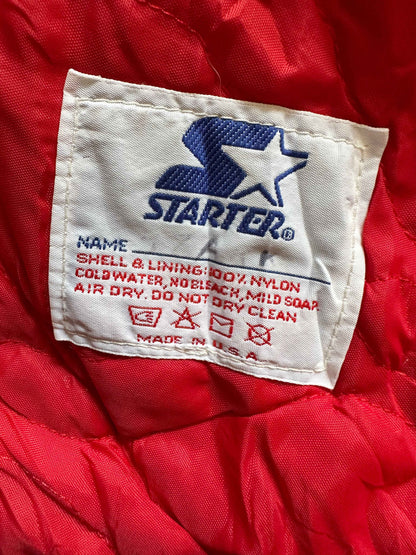 STARTER®
NAME
SHELL & LINING:100% NYLON
COLD WATER, NO BLEACH, MILD SOAP
AIR DRY. DO NOT DRY CLEAN
MADE IN U.S.A.